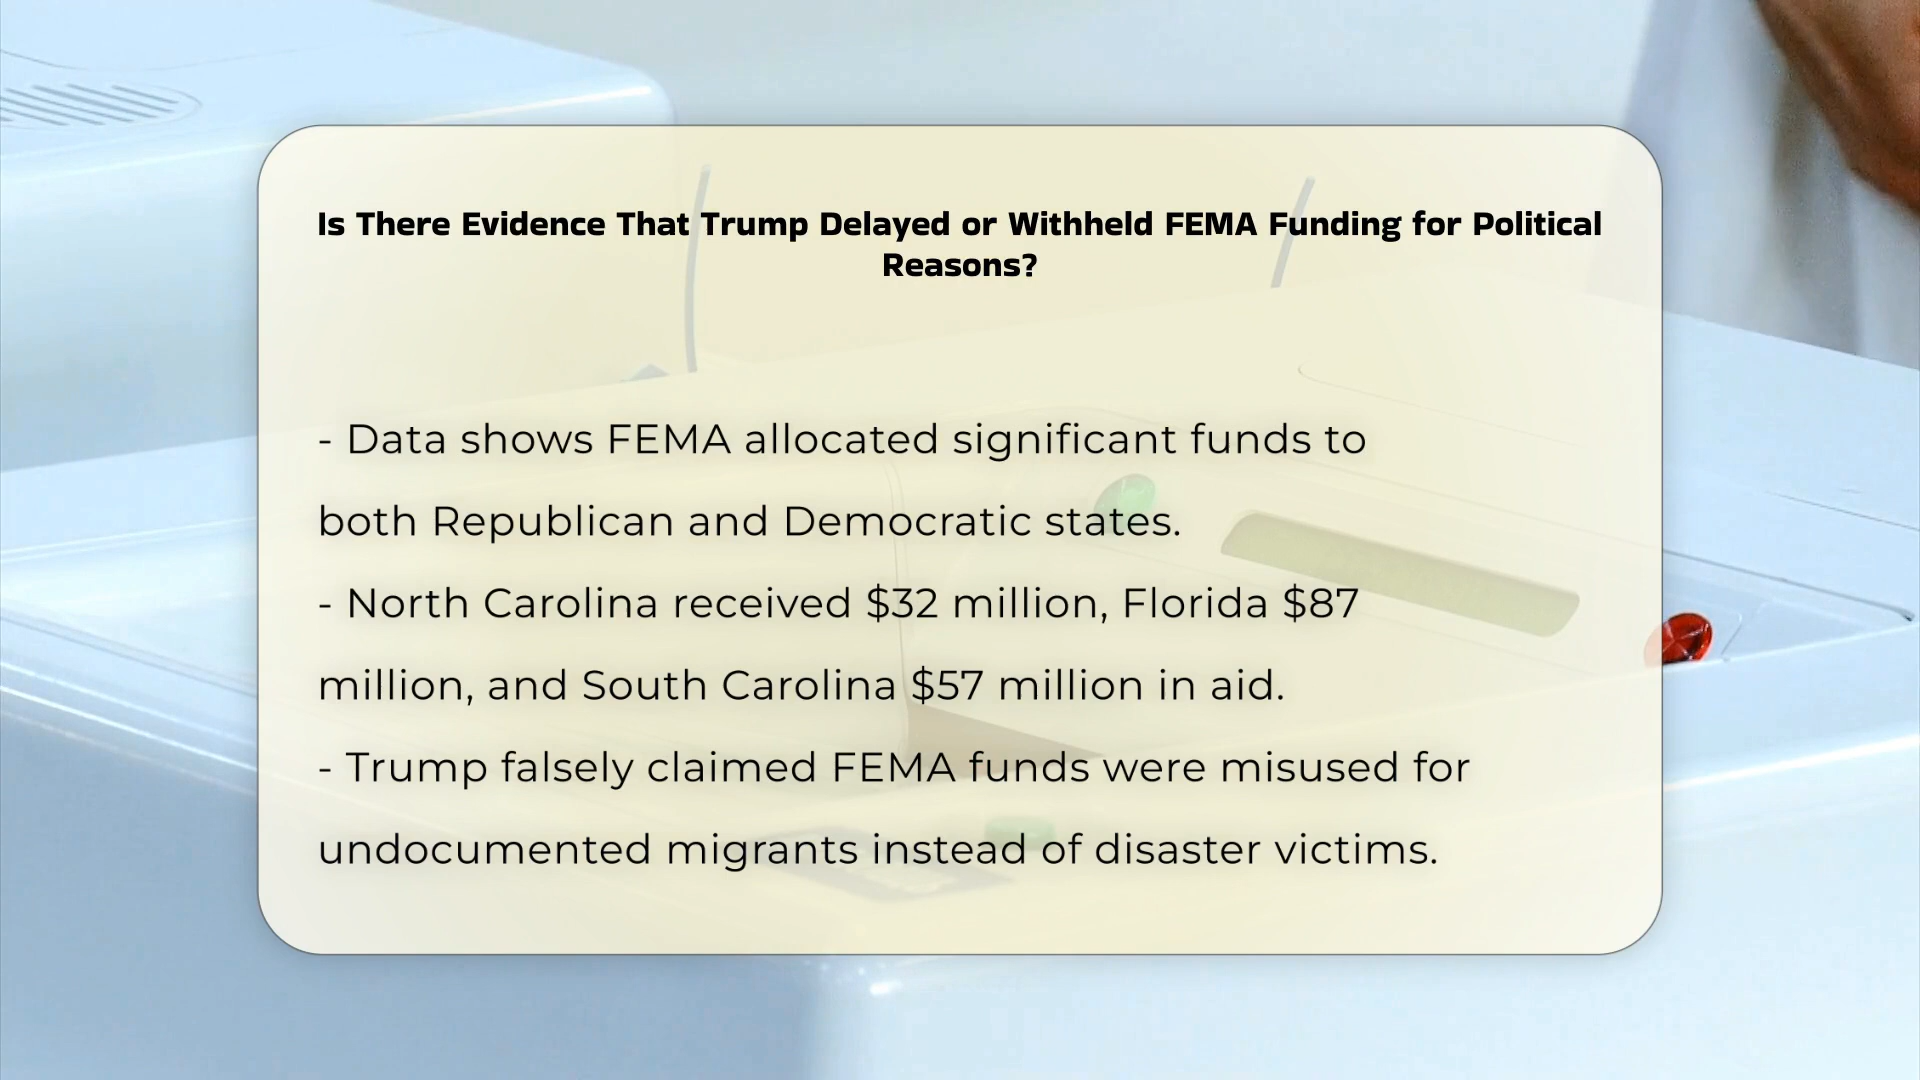 Is There Evidence That Trump Delayed or Withheld FEMA Funding for Political
Reasons?
- Data shows FEMA allocated significant funds to
both Republican and Democratic states.
- North Carolina received $32 million, Florida $87
million, and South Carolina $57 million in aid.
- Trump falsely claimed FEMA funds were misused for
undocumented migrants instead of disaster victims.